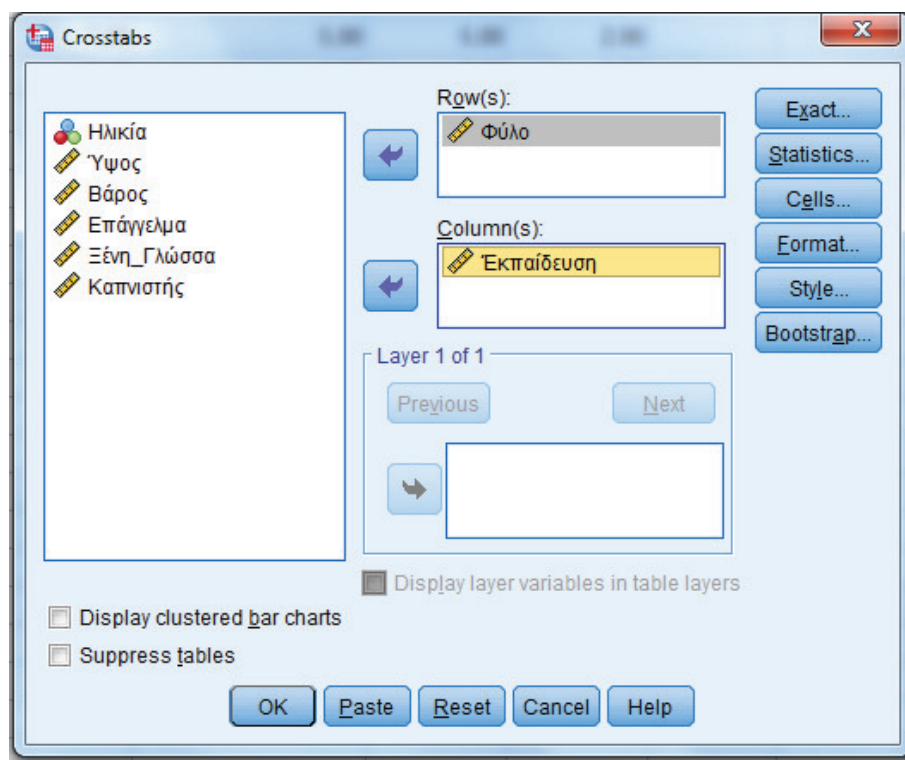 Crosstabs
Ηλικία
Ύψος
Βάρος
Επάγγελμα
Ξένη_Γλώσσα
Καπνιστής
Row(s):
Φύλο
Column(s):
Έκπαίδευση
Layer 1 of 1
Previous
Next
Display layer variables in table layers
Exact...
Statistics...
Cells...
Format...
Style...
Bootstrap...
Display clustered bar charts
Suppress tables
OK
Paste
Reset
Cancel
Help